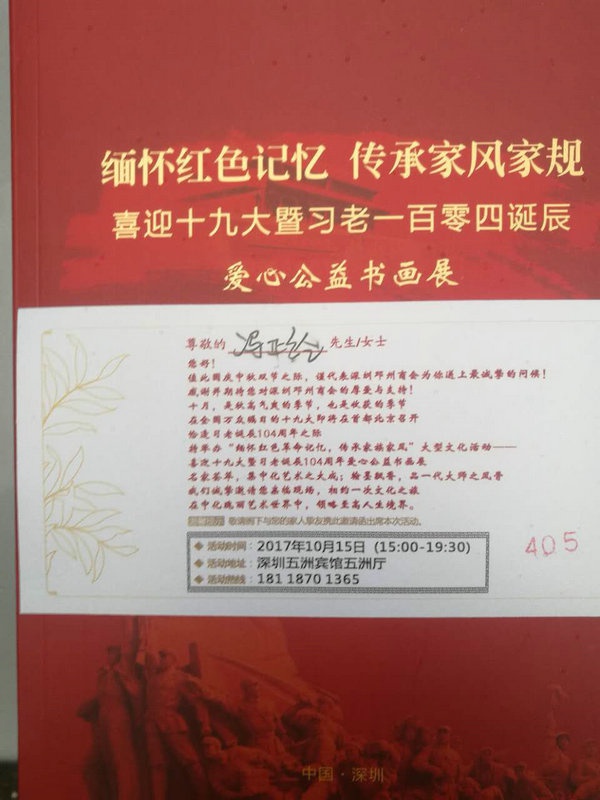 缅怀红色记忆 传承家风家规
喜迎十九大暨习老一百零四诞辰
爱心公益书画展
尊敬的 先生/女士
您好!
值此国庆中秋双节之际,谨代表深圳邓州商会为你送上最诚挚的问候!
感谢并期待您对深圳邓州商会的厚爱与支持!
十月,是秋高气爽的季节,也是收获的季节
在全国万众瞩目的十九大即将在首都北京召开
恰逢习老诞辰104周年之际
特举办“缅怀红色革命记忆,传承家族家风”大型文化活动——
喜迎十九大暨习老诞辰104周年爱心公益书画展
名家荟萃,集中化艺术之大成;翰墨飘香,品一代大师之风骨
我们诚挚邀请您亲临现场,相约一次文化之旅
在中化瑰丽艺术世界中,领略至高人生境界。
敬请阁下与您的家人挚友携此邀请函出席本次活动。
活动时间:2017年10月15日 (15:00-19:30)
活动地址:深圳五洲宾馆五洲厅
活动热线:181 1870 1365
405
中国·深圳